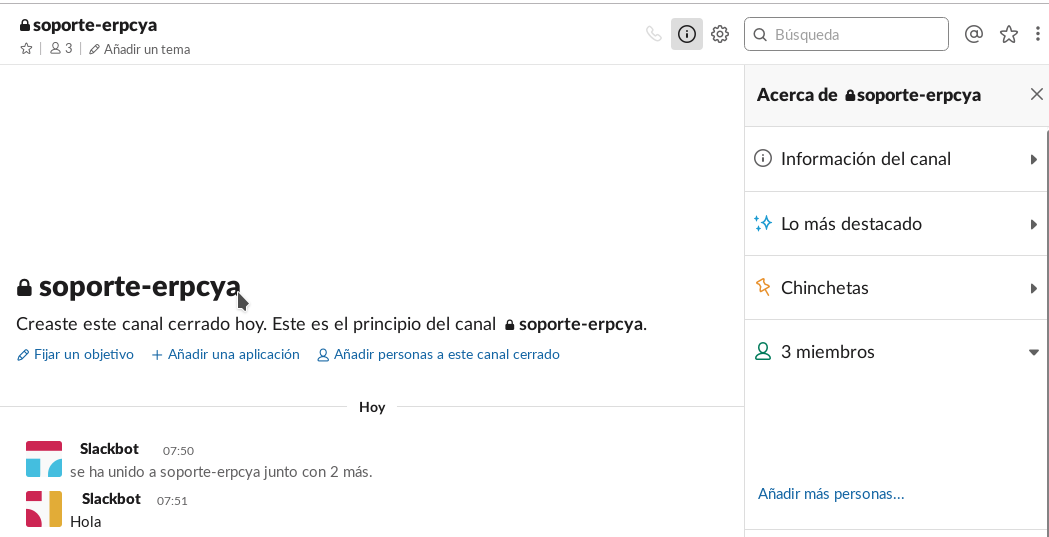 soporte-erpcya
3
Añadir un tema
Búsqueda
soporte-erpcya
Creaste este canal cerrado hoy. Este es el principio del canal soporte-erpcya.
Fijar un objetivo
+ Añadir una aplicación
Añadir personas a este canal cerrado
Hoy
Slackbot 07:50
se ha unido a soporte-erpcya junto con 2 más.
Slackbot 07:51
Hola
Acerca de soporte-erpcya
Información del canal
Lo más destacado
Chinchetas
3 miembros
Añadir más personas...